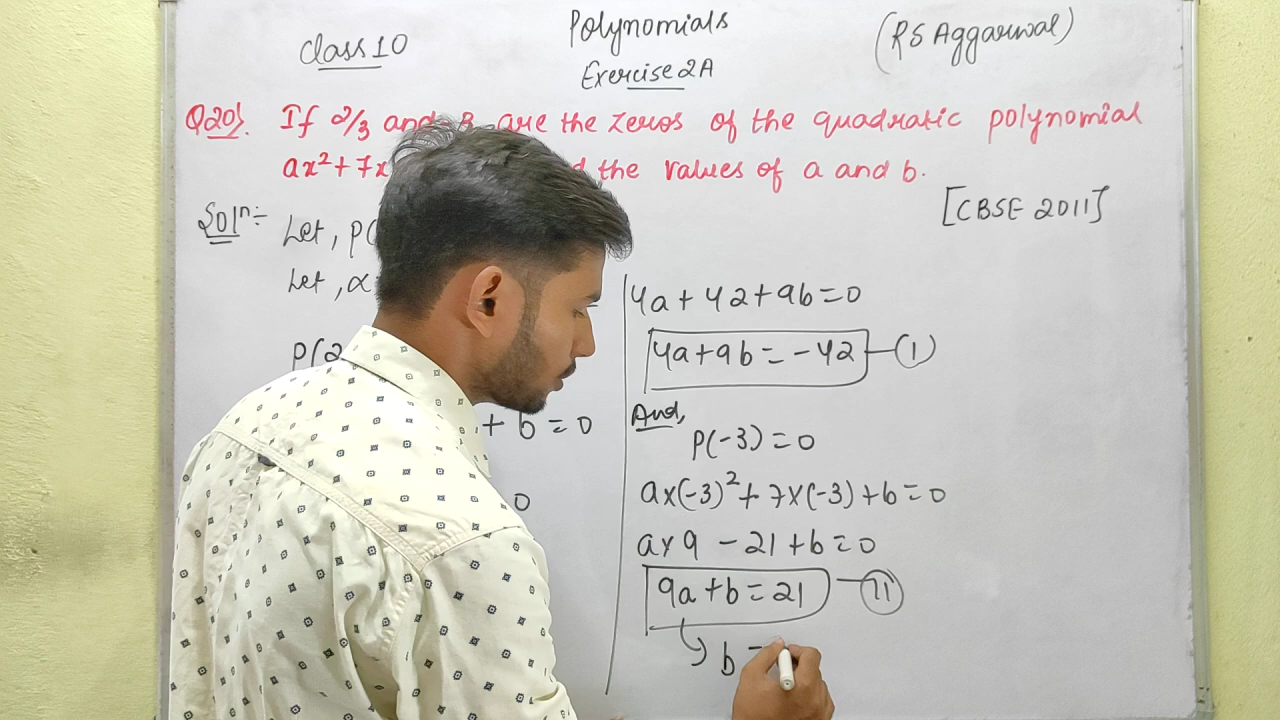 Class 10
Polynomials
Exercise 2A
(RS Aggarwal)
Q20). If 2/3 and are the zeros of the quadratic polynomial
ax²+7x the values of a and b.
[CBSE 2011]
Solⁿ:-
Let, P(
Let, α
P(2
+ b = 0
0
4a + 42 + 9b = 0
4a + 9b = -42 —(1)
And,
P(-3) = 0
a×(-3)² + 7×(-3) + b = 0
a×9 - 21 + b = 0
9a + b = 21 —(11)
b =